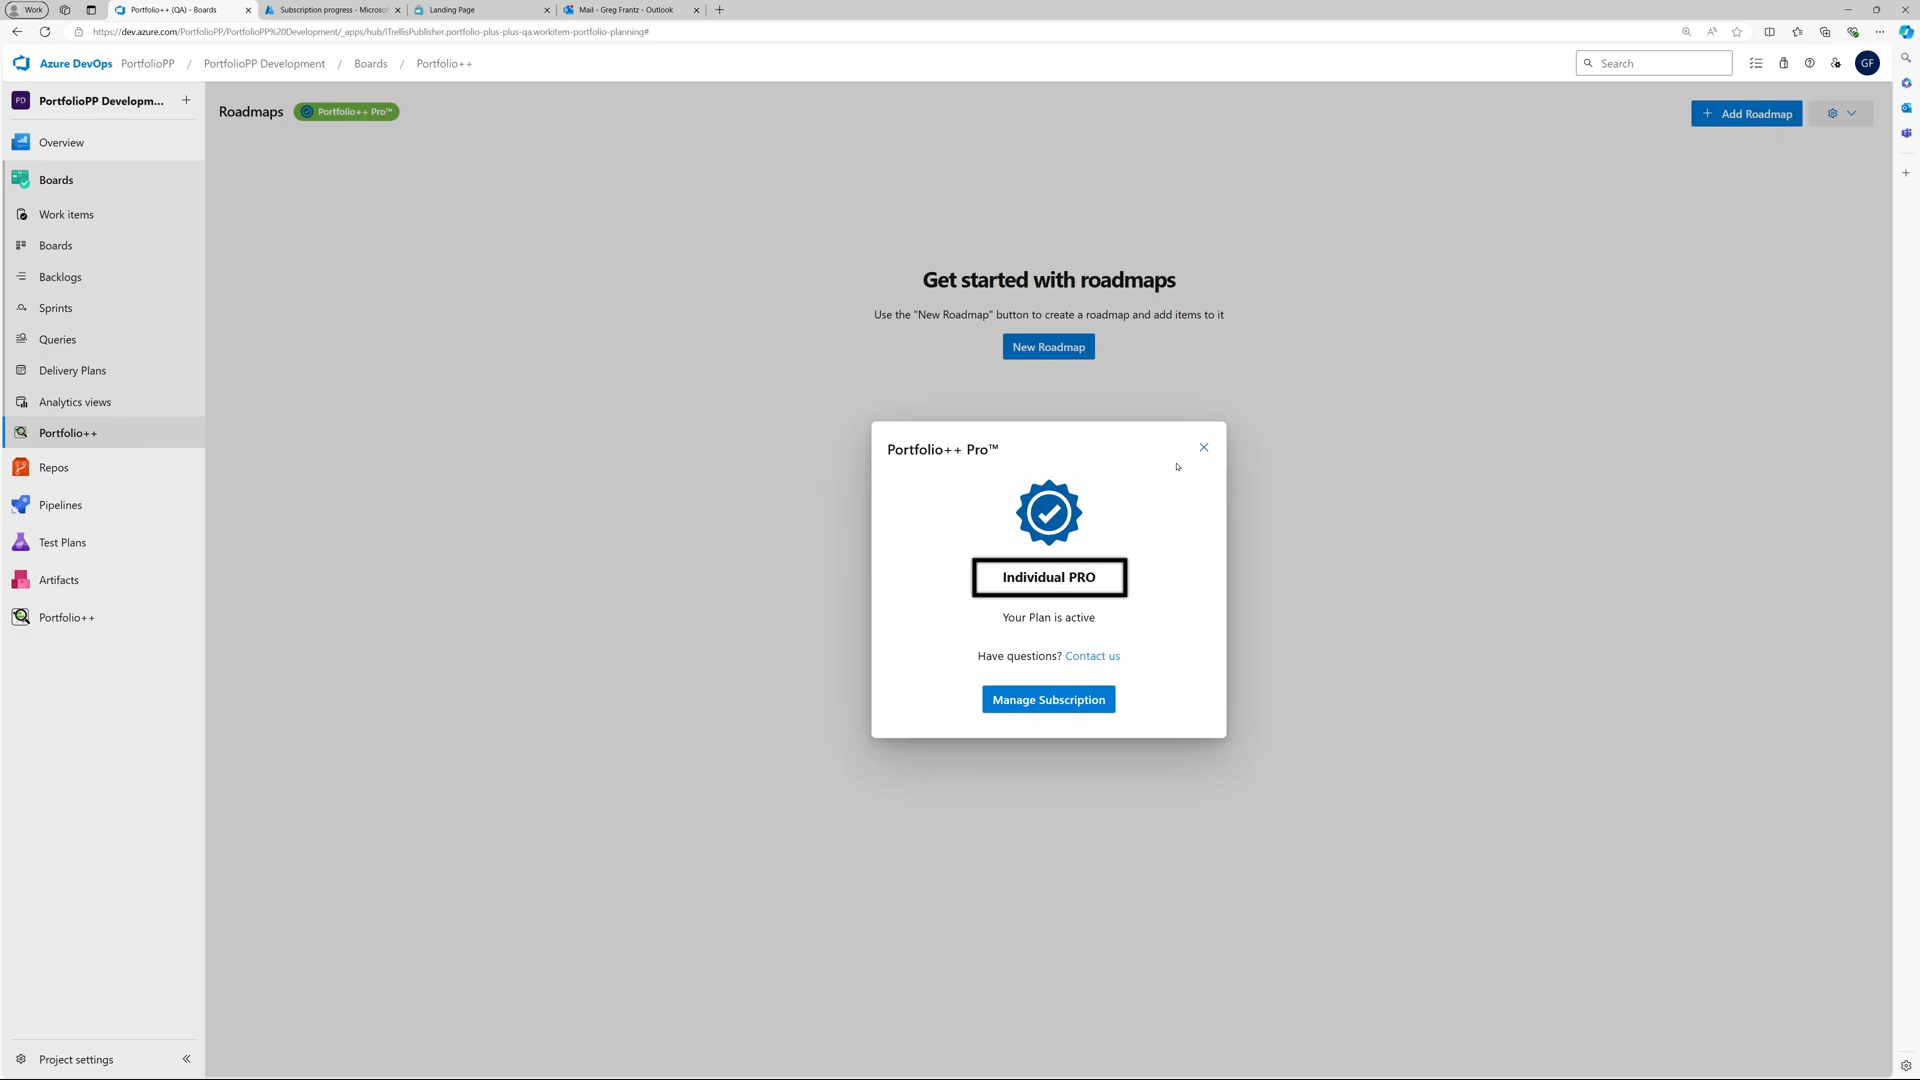 Work
Portfolio++ (QA) - Boards
Subscription progress - Microsof
Landing Page
Mail - Greg Frantz - Outlook
https://dev.azure.com/PortfolioPP/PortfolioPP%20Development/_apps/hub/iTrellisPublisher.portfolio-plus-plus-qa.workitem-portfolio-planning#
Azure DevOps PortfolioPP / PortfolioPP Development / Boards / Portfolio++
Search
GF
PD PortfolioPP Developm...
Overview
Boards
Work items
Boards
Backlogs
Sprints
Queries
Delivery Plans
Analytics views
Portfolio++
Repos
Pipelines
Test Plans
Artifacts
Portfolio++
Project settings
Roadmaps Portfolio++ Pro™
Add Roadmap
Get started with roadmaps
Use the "New Roadmap" button to create a roadmap and add items to it
New Roadmap
Portfolio++ Pro™
Individual PRO
Your Plan is active
Have questions? Contact us
Manage Subscription